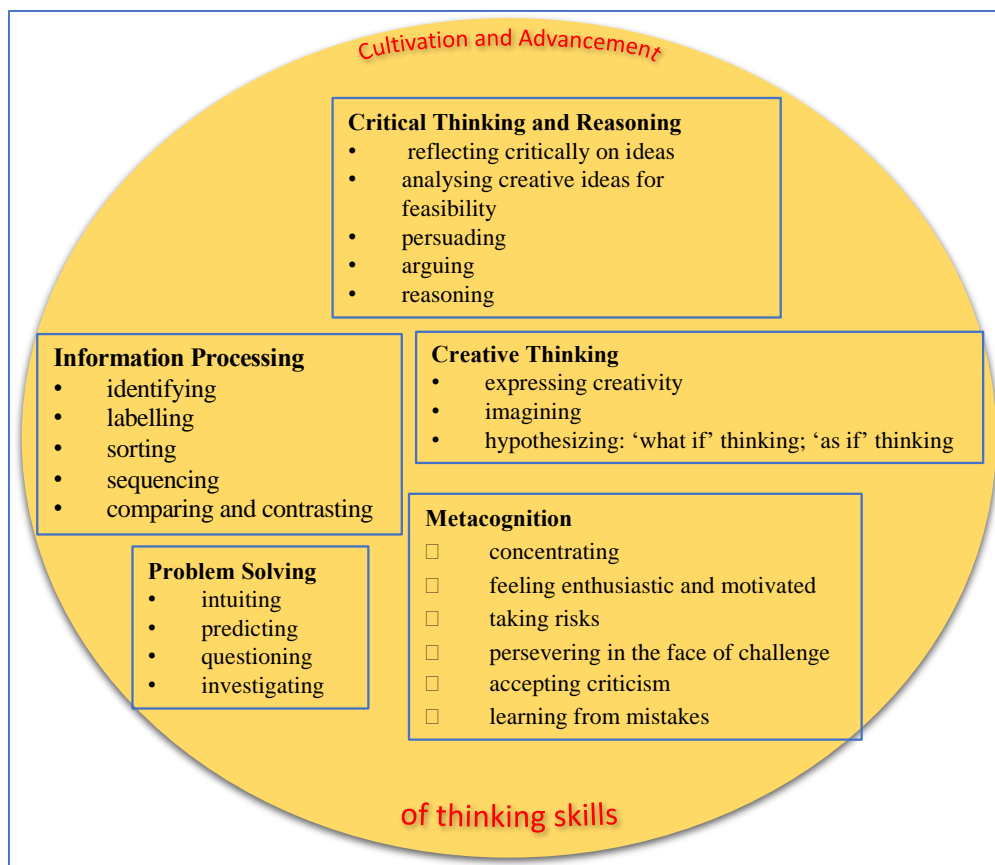 Cultivation and Advancement
Critical Thinking and Reasoning
• reflecting critically on ideas
• analysing creative ideas for
feasibility
• persuading
• arguing
• reasoning
Information Processing
• identifying
• labelling
• sorting
• sequencing
• comparing and contrasting
Creative Thinking
• expressing creativity
• imagining
• hypothesizing: ‘what if’ thinking; ‘as if’ thinking
Metacognition
□ concentrating
□ feeling enthusiastic and motivated
□ taking risks
□ persevering in the face of challenge
□ accepting criticism
□ learning from mistakes
Problem Solving
• intuiting
• predicting
• questioning
• investigating
of thinking skills